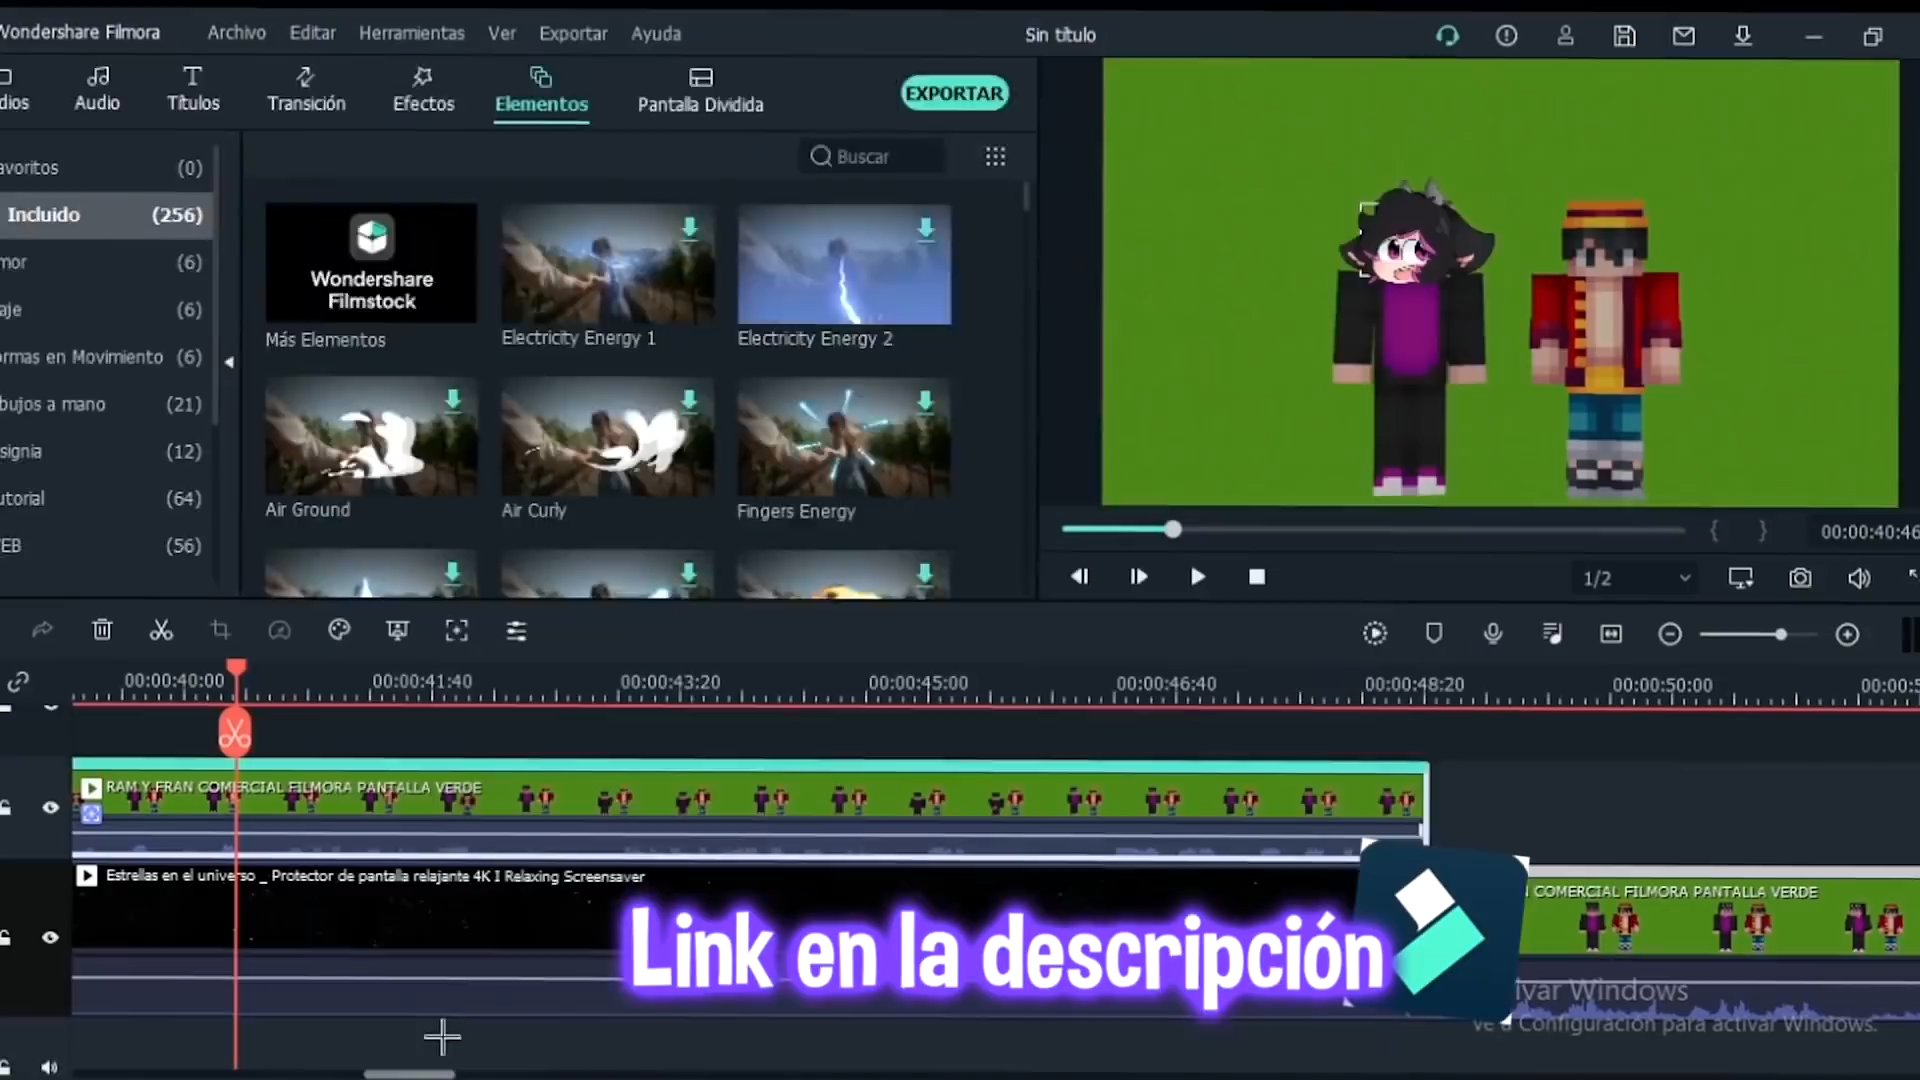 Wondershare Filmora
Archivo Editar Herramientas Ver Exportar Ayuda
Sin título
dios Audio Títulos Transición Efectos Elementos Pantalla Dividida
EXPORTAR
Buscar
avoritos (0)
Incluido (256)
mor (6)
aje (6)
ormas en Movimiento (6)
bujos a mano (21)
signia (12)
utorial (64)
EB (56)
Wondershare
Filmstock
Más Elementos
Electricity Energy 1
Electricity Energy 2
Air Ground
Air Curly
Fingers Energy
{ } 00:00:40:46
1/2
00:00:40:00 00:00:41:40 00:00:43:20 00:00:45:00 00:00:46:40 00:00:48:20 00:00:50:00 00:00:5
RAM Y FRAN COMERCIAL FILMORA PANTALLA VERDE
Estrellas en el universo _ Protector de pantalla relajante 4K I Relaxing Screensaver
COMERCIAL FILMORA PANTALLA VERDE
Link en la descripción
ivar Windows
Ve a Configuración para activar Windows.